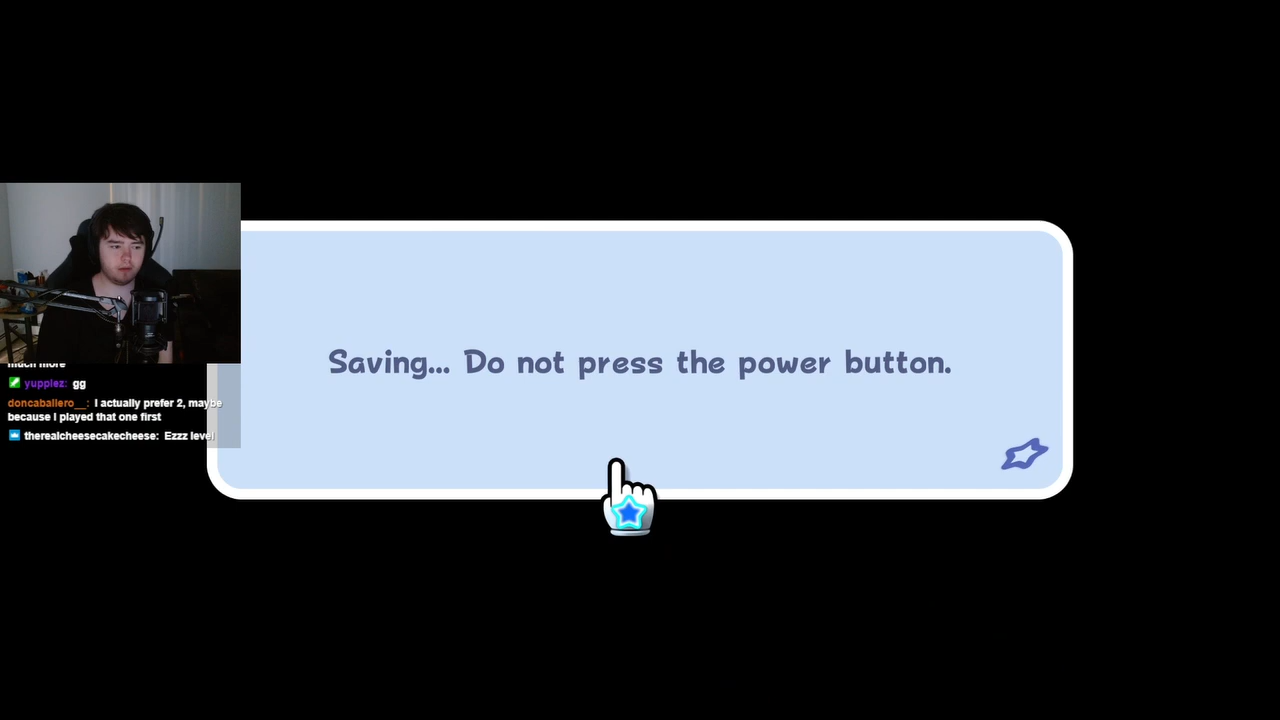 Saving... Do not press the power button.
much more
yupplez: gg
doncaballero__: I actually prefer 2, maybe
because I played that one first
therealcheesecakecheese: Ezzz level